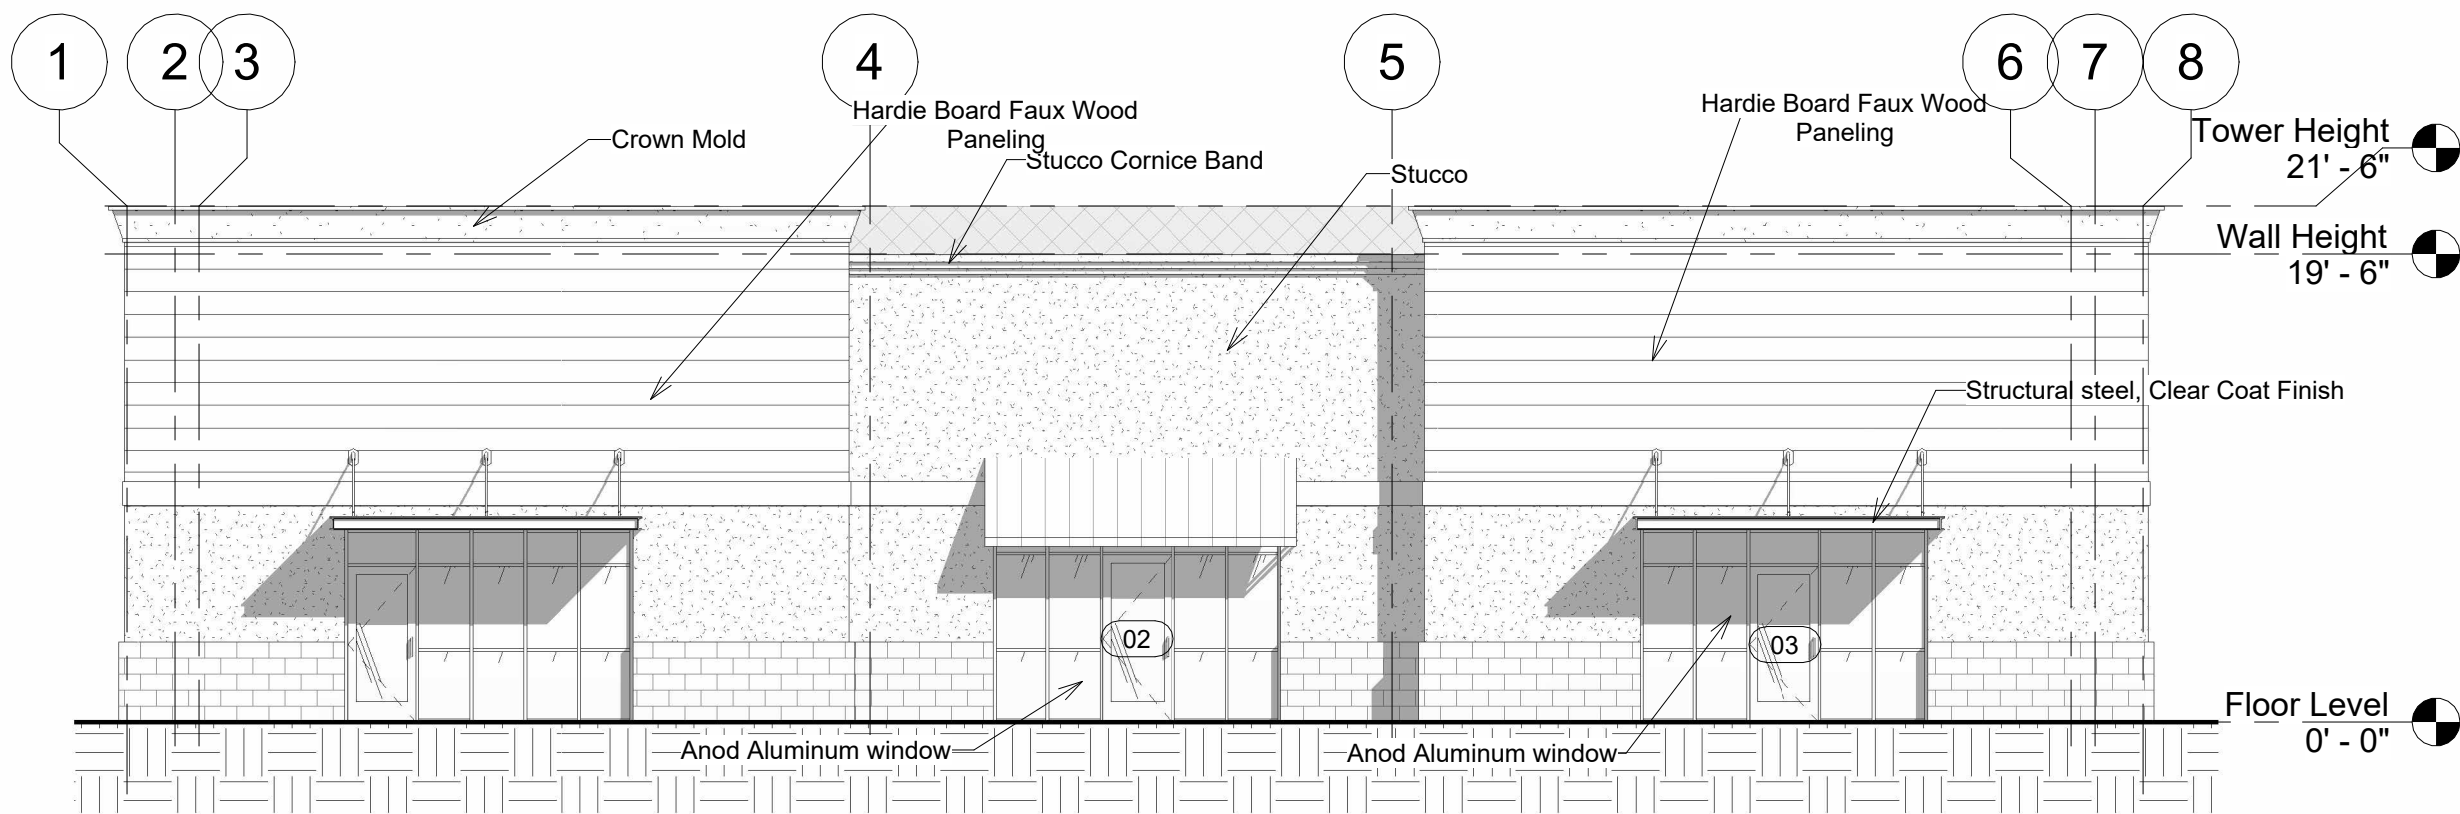 1
2
3
4
5
6
7
8
Hardie Board Faux Wood
Paneling
Hardie Board Faux Wood
Paneling
Crown Mold
Stucco Cornice Band
Stucco
Tower Height
21' - 6"
Wall Height
19' - 6"
Structural steel, Clear Coat Finish
02
03
Floor Level
0' - 0"
Anod Aluminum window
Anod Aluminum window